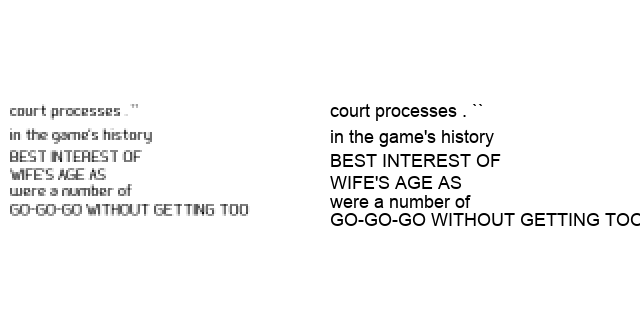 court processes . ``
in the game's history
BEST INTEREST OF
WIFE'S AGE AS
were a number of
GO-GO-GO WITHOUT GETTING TOO
court processes . ``
in the game's history
BEST INTEREST OF
WIFE'S AGE AS
were a number of
GO-GO-GO WITHOUT GETTING TOO